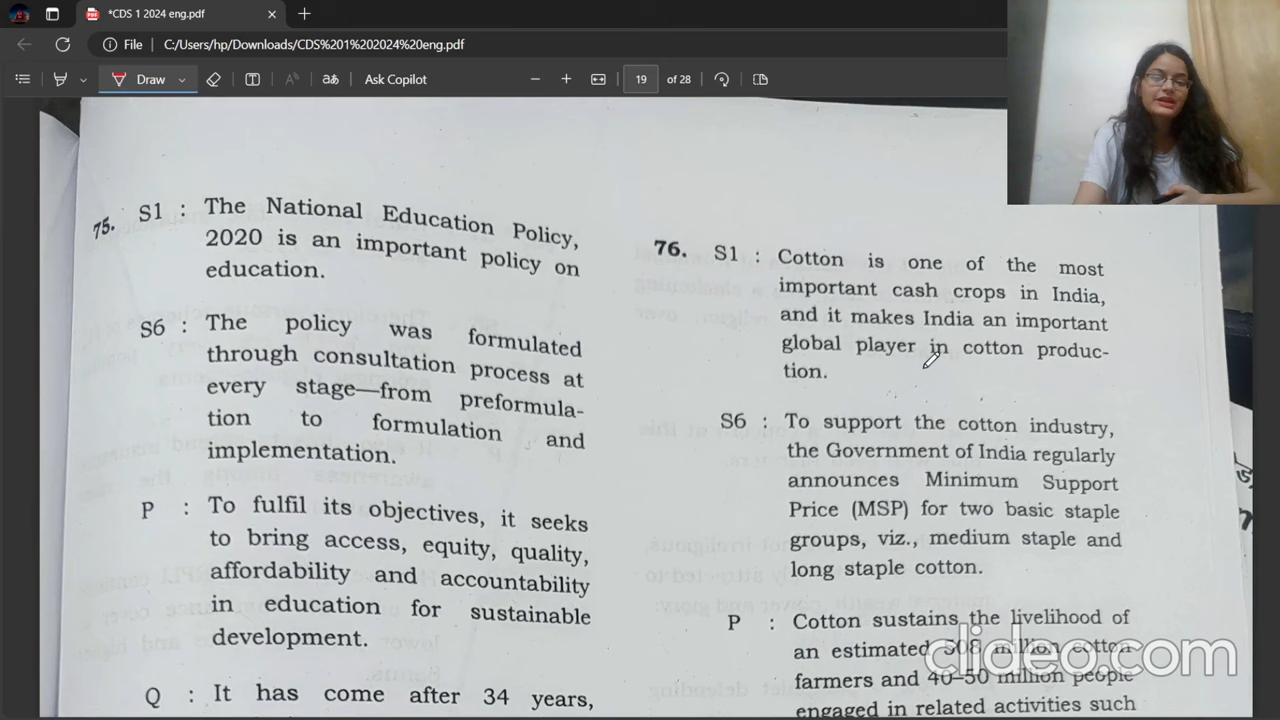 *CDS 1 2024 eng.pdf
File
C:/Users/hp/Downloads/CDS%201%202024%20eng.pdf
Draw
Ask Copilot
19
of 28
75. S1 : The National Education Policy,
2020 is an important policy on
education.
S6 : The policy was formulated
through consultation process at
every stage—from preformula-
tion to formulation and
implementation.
P : To fulfil its objectives, it seeks
to bring access, equity, quality,
affordability and accountability
in education for sustainable
development.
Q : It has come after 34 years,
76. S1 : Cotton is one of the most
important cash crops in India,
and it makes India an important
global player in cotton produc-
tion.
S6 : To support the cotton industry,
the Government of India regularly
announces Minimum Support
Price (MSP) for two basic staple
groups, viz., medium staple and
long staple cotton.
P : Cotton sustains the livelihood of
an estimated 508 million cotton
farmers and 40–50 million people
engaged in related activities such
clideo.com